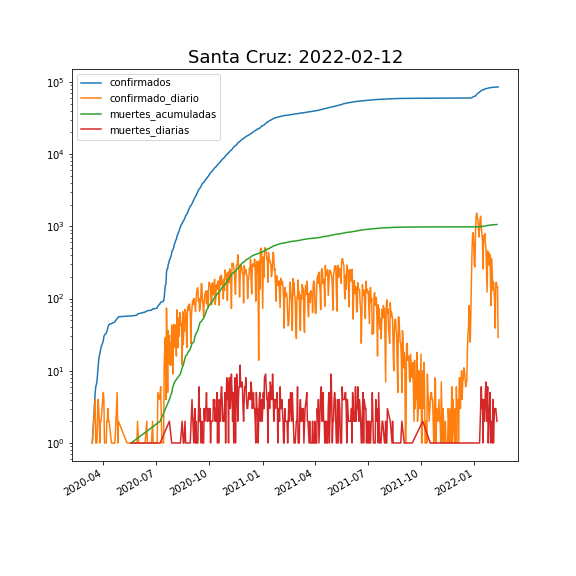 Santa Cruz: 2022-02-12
confirmados
confirmado_diario
muertes_acumuladas
muertes_diarias
10^5
10^4
10^3
10^2
10^1
10^0
2020-04 2020-07 2020-10 2021-01 2021-04 2021-07 2021-10 2022-01